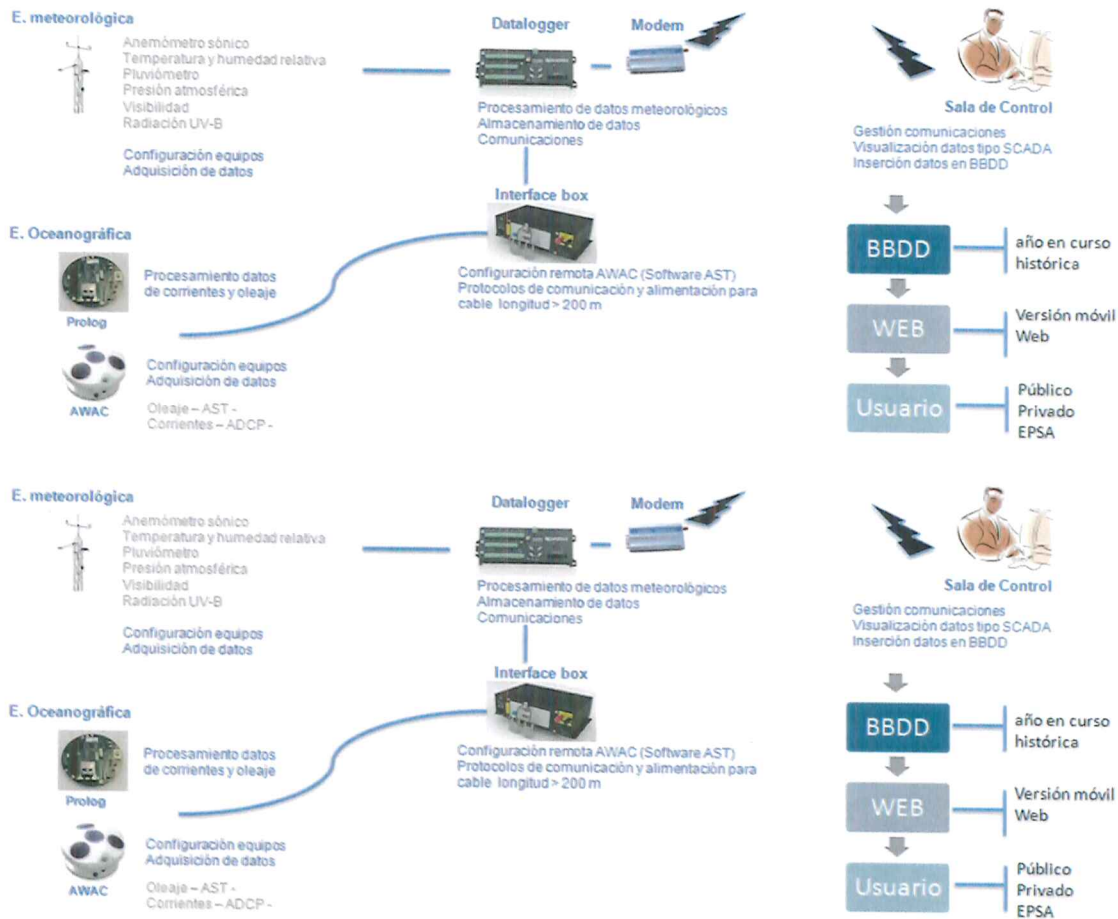 E. meteorológica
Anemómetro sónico
Temperatura y humedad relativa
Pluviómetro
Presión atmosférica
Visibilidad
Radiación UV-B
Configuración equipos
Adquisición de datos
Datalogger
Modem
Procesamiento de datos meteorológicos
Almacenamiento de datos
Comunicaciones
Interface box
Configuración remota AWAC (Software AST)
Protocolos de comunicación y alimentación para
cable longitud > 200 m
E. Oceanográfica
Procesamiento datos
de corrientes y oleaje
Prolog
Configuración equipos
Adquisición de datos
AWAC
Oleaje – AST -
Corrientes – ADCP -
Sala de Control
Gestión comunicaciones
Visualización datos tipo SCADA
Inserción datos en BBDD
BBDD
año en curso
histórica
WEB
Versión móvil
Web
Usuario
Público
Privado
EPSA
E. meteorológica
Anemómetro sónico
Temperatura y humedad relativa
Pluviómetro
Presión atmosférica
Visibilidad
Radiación UV-B
Configuración equipos
Adquisición de datos
Datalogger
Modem
Procesamiento de datos meteorológicos
Almacenamiento de datos
Comunicaciones
Interface box
Configuración remota AWAC (Software AST)
Protocolos de comunicación y alimentación para
cable longitud > 200 m
E. Oceanográfica
Procesamiento datos
de corrientes y oleaje
Prolog
Configuración equipos
Adquisición de datos
AWAC
Oleaje – AST -
Corrientes – ADCP -
Sala de Control
Gestión comunicaciones
Visualización datos tipo SCADA
Inserción datos en BBDD
BBDD
año en curso
histórica
WEB
Versión móvil
Web
Usuario
Público
Privado
EPSA